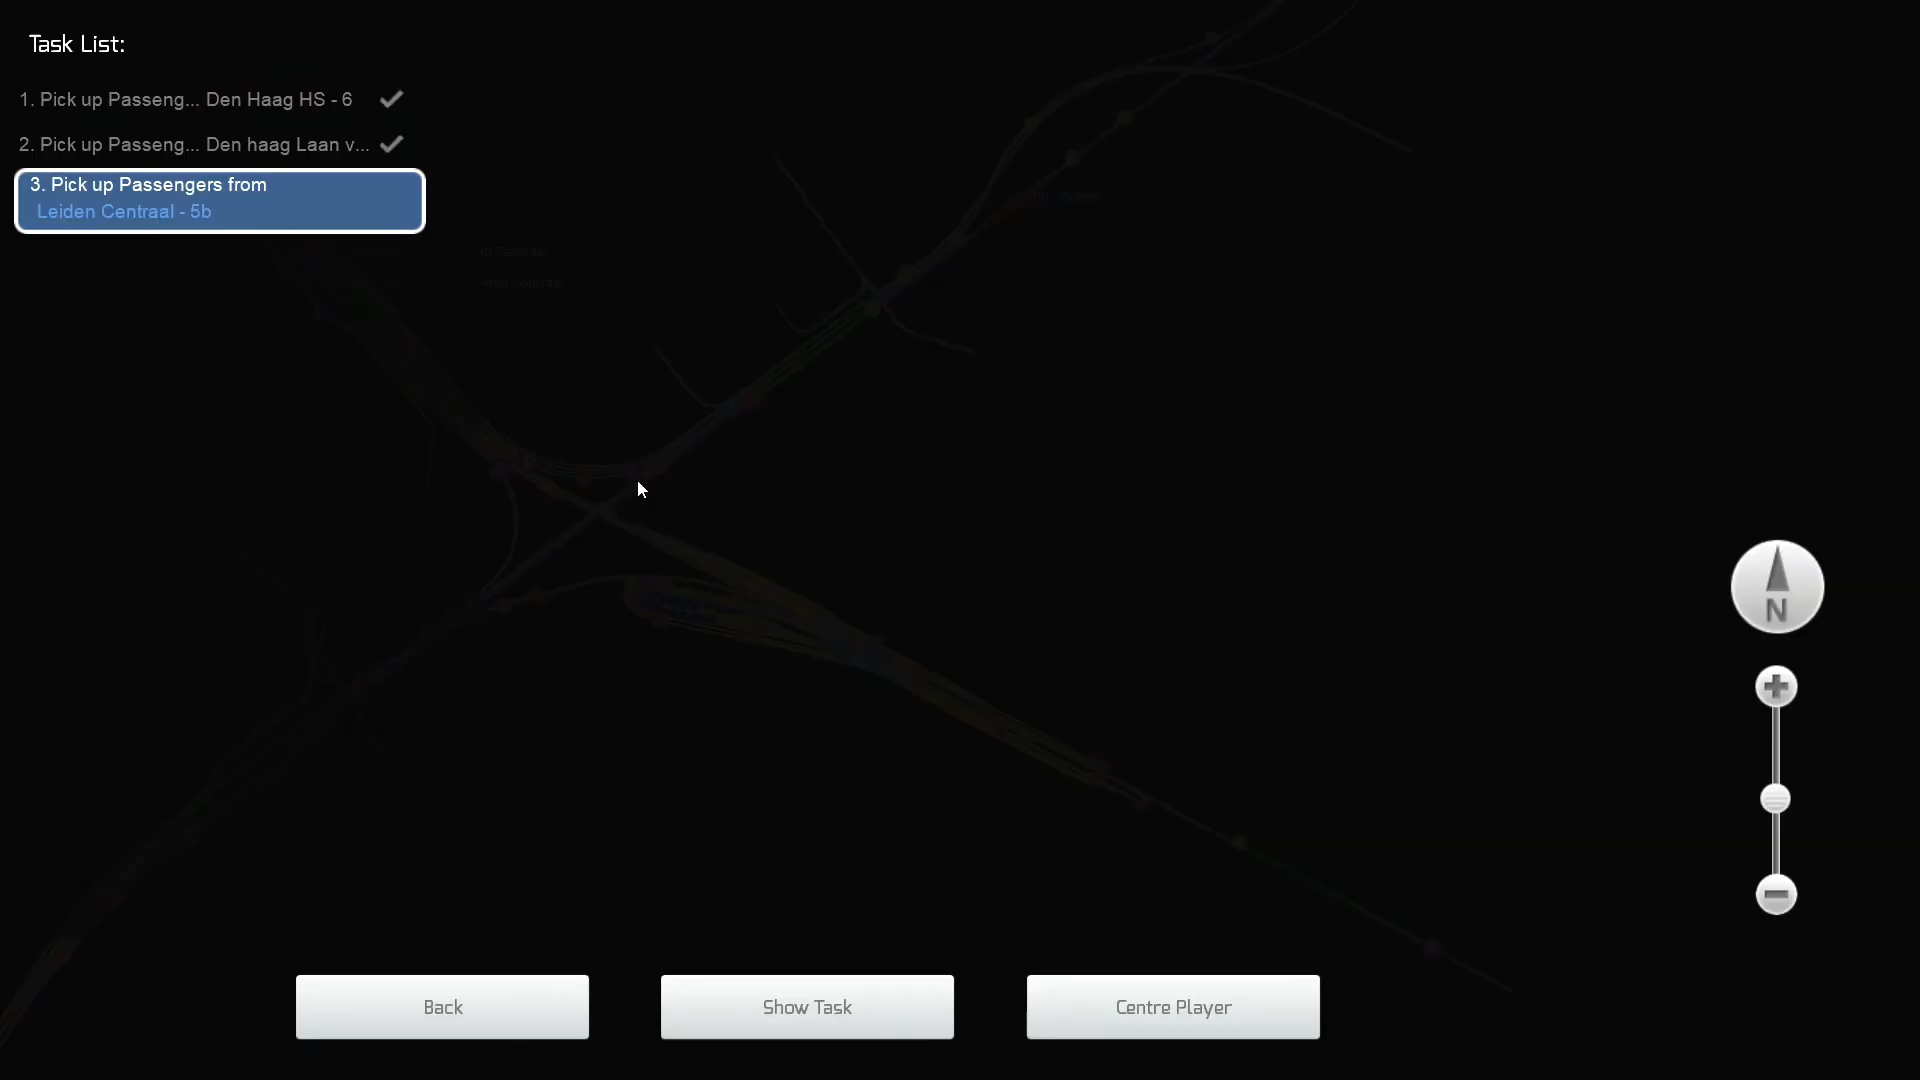 Task List:
1. Pick up Passeng... Den Haag HS - 6
2. Pick up Passeng... Den haag Laan v...
3. Pick up Passengers from
Leiden Centraal - 5b
N
Back
Show Task
Centre Player